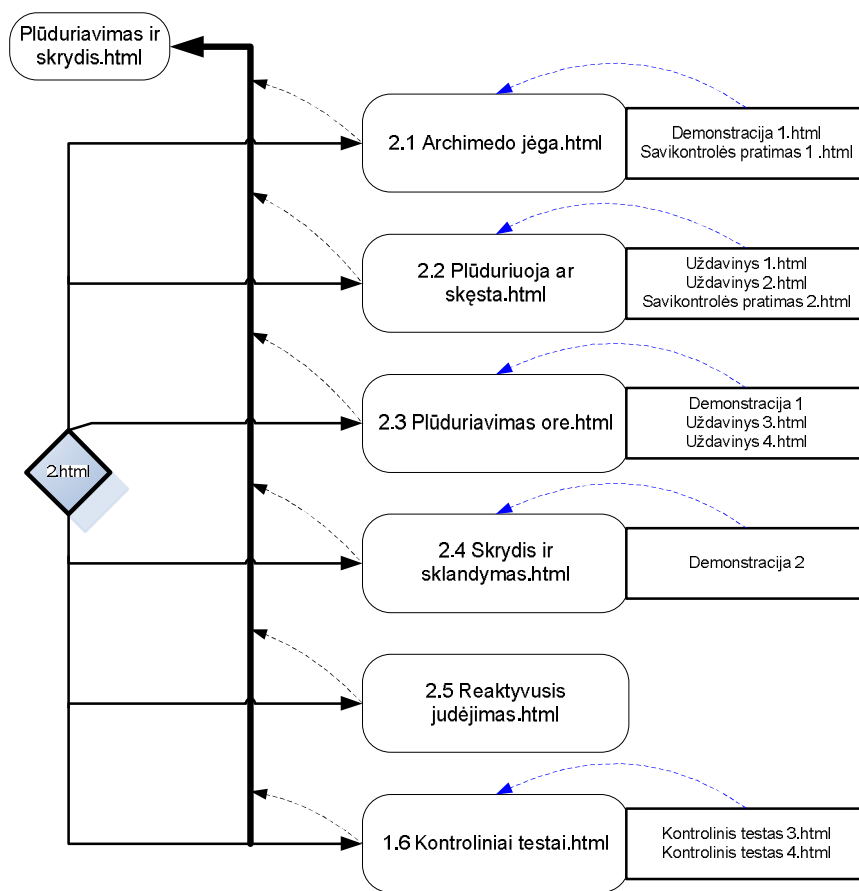 Plūduriavimas ir
skrydis.html
2.1 Archimedo jėga.html
Demonstracija 1.html
Savikontrolės pratimas 1 .html
2.2 Plūduriuoja ar
skęsta.html
Uždavinys 1.html
Uždavinys 2.html
Savikontrolės pratimas 2.html
2.3 Plūduriavimas ore.html
Demonstracija 1
Uždavinys 3.html
Uždavinys 4.html
2.html
2.4 Skrydis ir
sklandymas.html
Demonstracija 2
2.5 Reaktyvusis
judėjimas.html
1.6 Kontroliniai testai.html
Kontrolinis testas 3.html
Kontrolinis testas 4.html